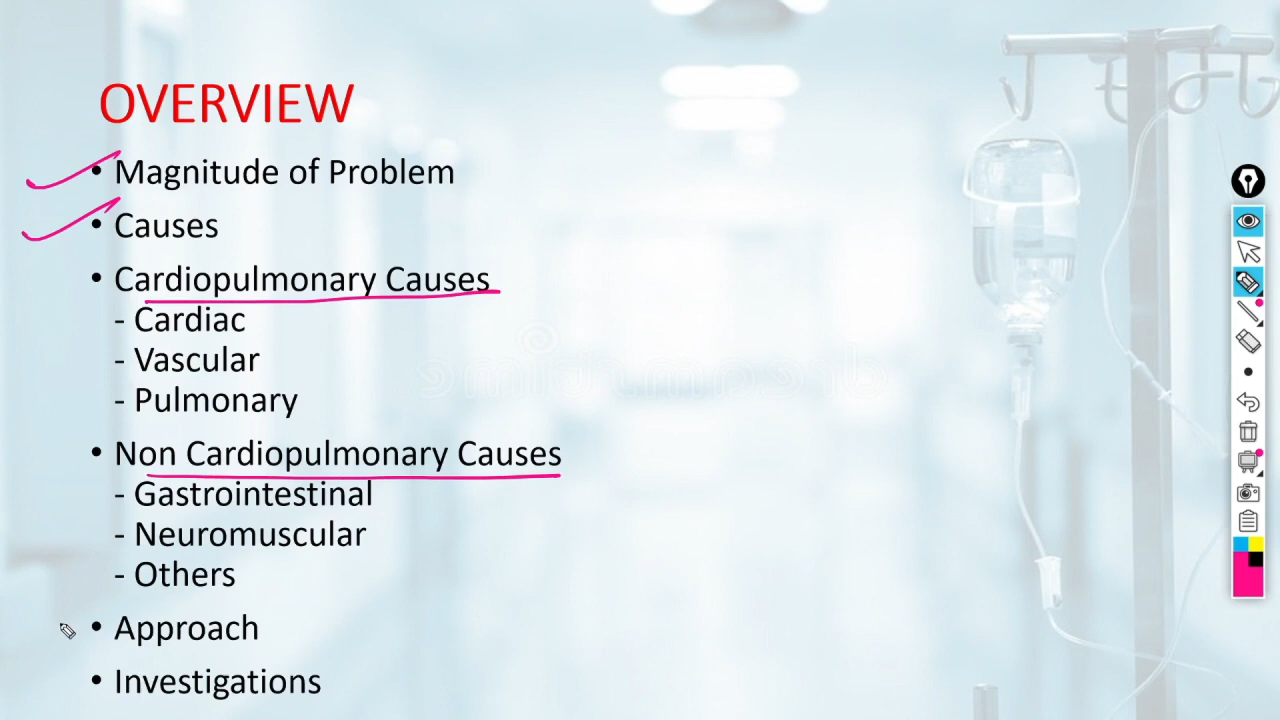 OVERVIEW
• Magnitude of Problem
• Causes
• Cardiopulmonary Causes
- Cardiac
- Vascular
- Pulmonary
• Non Cardiopulmonary Causes
- Gastrointestinal
- Neuromuscular
- Others
• Approach
• Investigations